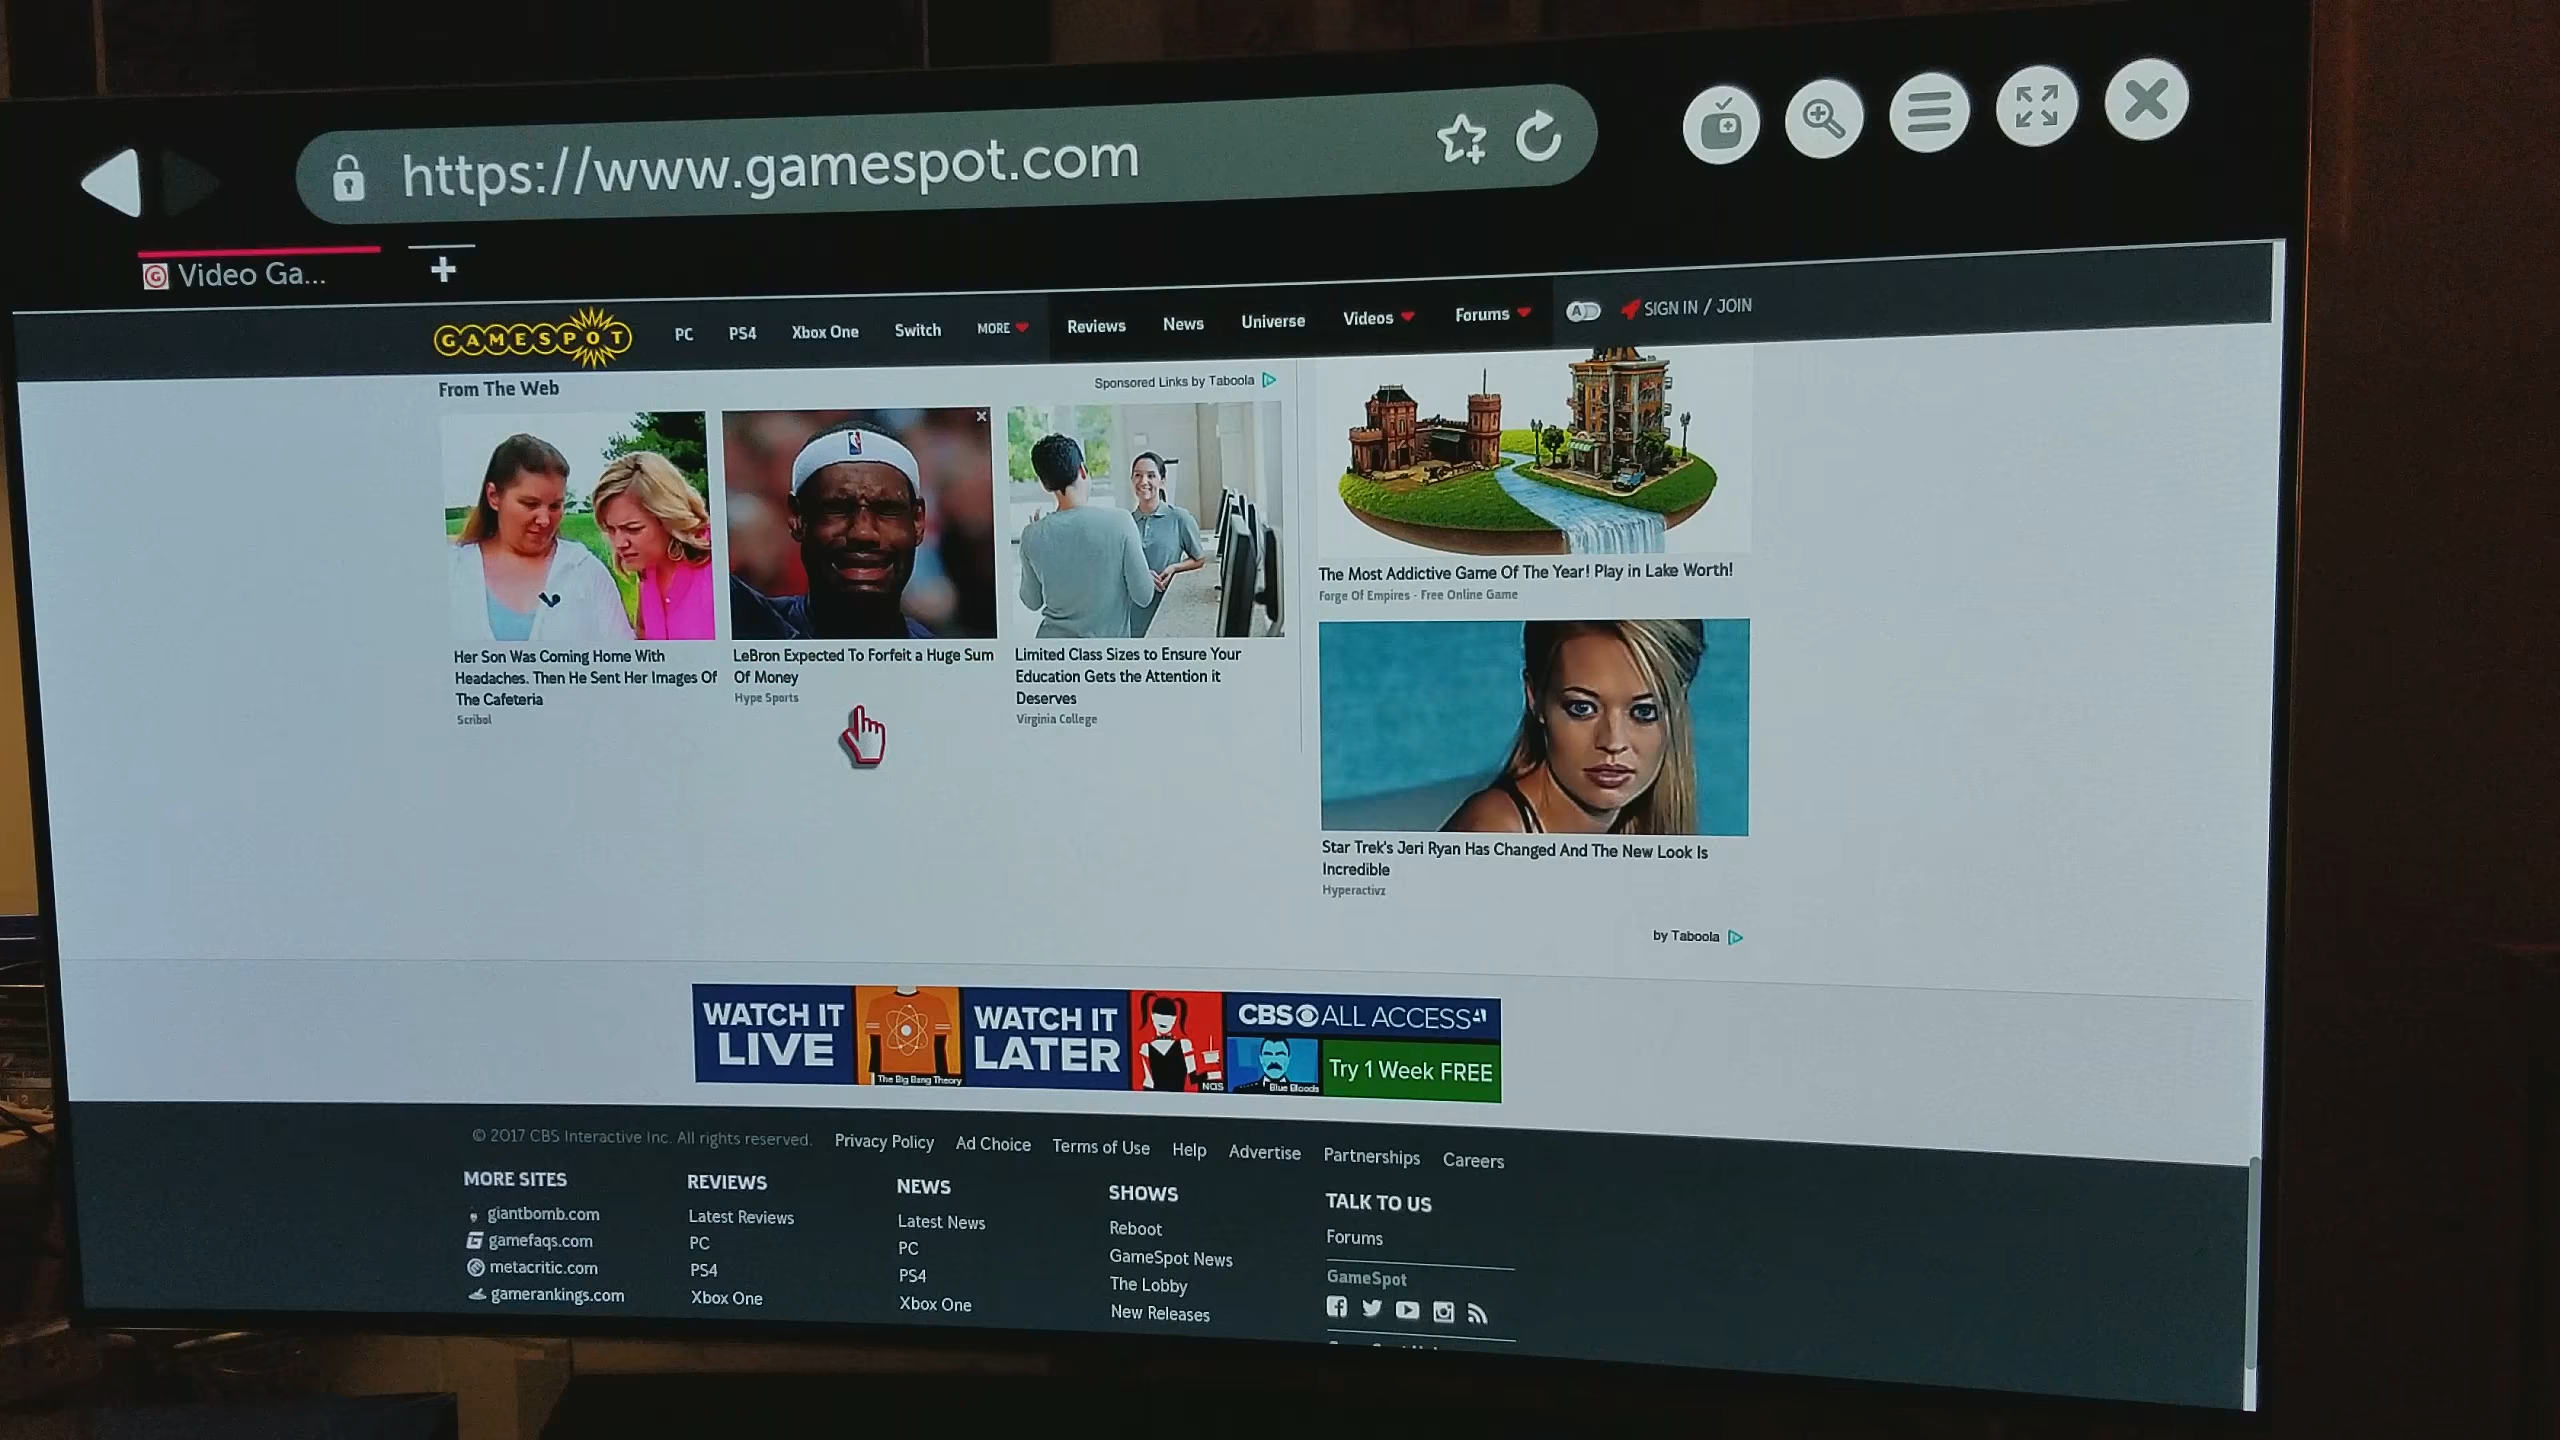 https://www.gamespot.com
Video Ga...
GAMESPOT
PC PS4 Xbox One Switch MORE Reviews News Universe Videos Forums SIGN IN / JOIN
From The Web
Sponsored Links by Taboola
Her Son Was Coming Home With
Headaches. Then He Sent Her Images Of
The Cafeteria
Scribol
LeBron Expected To Forfeit a Huge Sum
Of Money
Hype Sports
Limited Class Sizes to Ensure Your
Education Gets the Attention it
Deserves
Virginia College
The Most Addictive Game Of The Year! Play in Lake Worth!
Forge Of Empires - Free Online Game
Star Trek's Jeri Ryan Has Changed And The New Look Is
Incredible
Hyperactivz
by Taboola
WATCH IT
LIVE
The Big Bang Theory
WATCH IT
LATER
NCIS
CBS ALL ACCESS
Blue Bloods
Try 1 Week FREE
© 2017 CBS Interactive Inc. All rights reserved. Privacy Policy Ad Choice Terms of Use Help Advertise Partnerships Careers
MORE SITES
giantbomb.com
gamefaqs.com
metacritic.com
gamerankings.com
REVIEWS
Latest Reviews
PC
PS4
Xbox One
NEWS
Latest News
PC
PS4
Xbox One
SHOWS
Reboot
GameSpot News
The Lobby
New Releases
TALK TO US
Forums
GameSpot